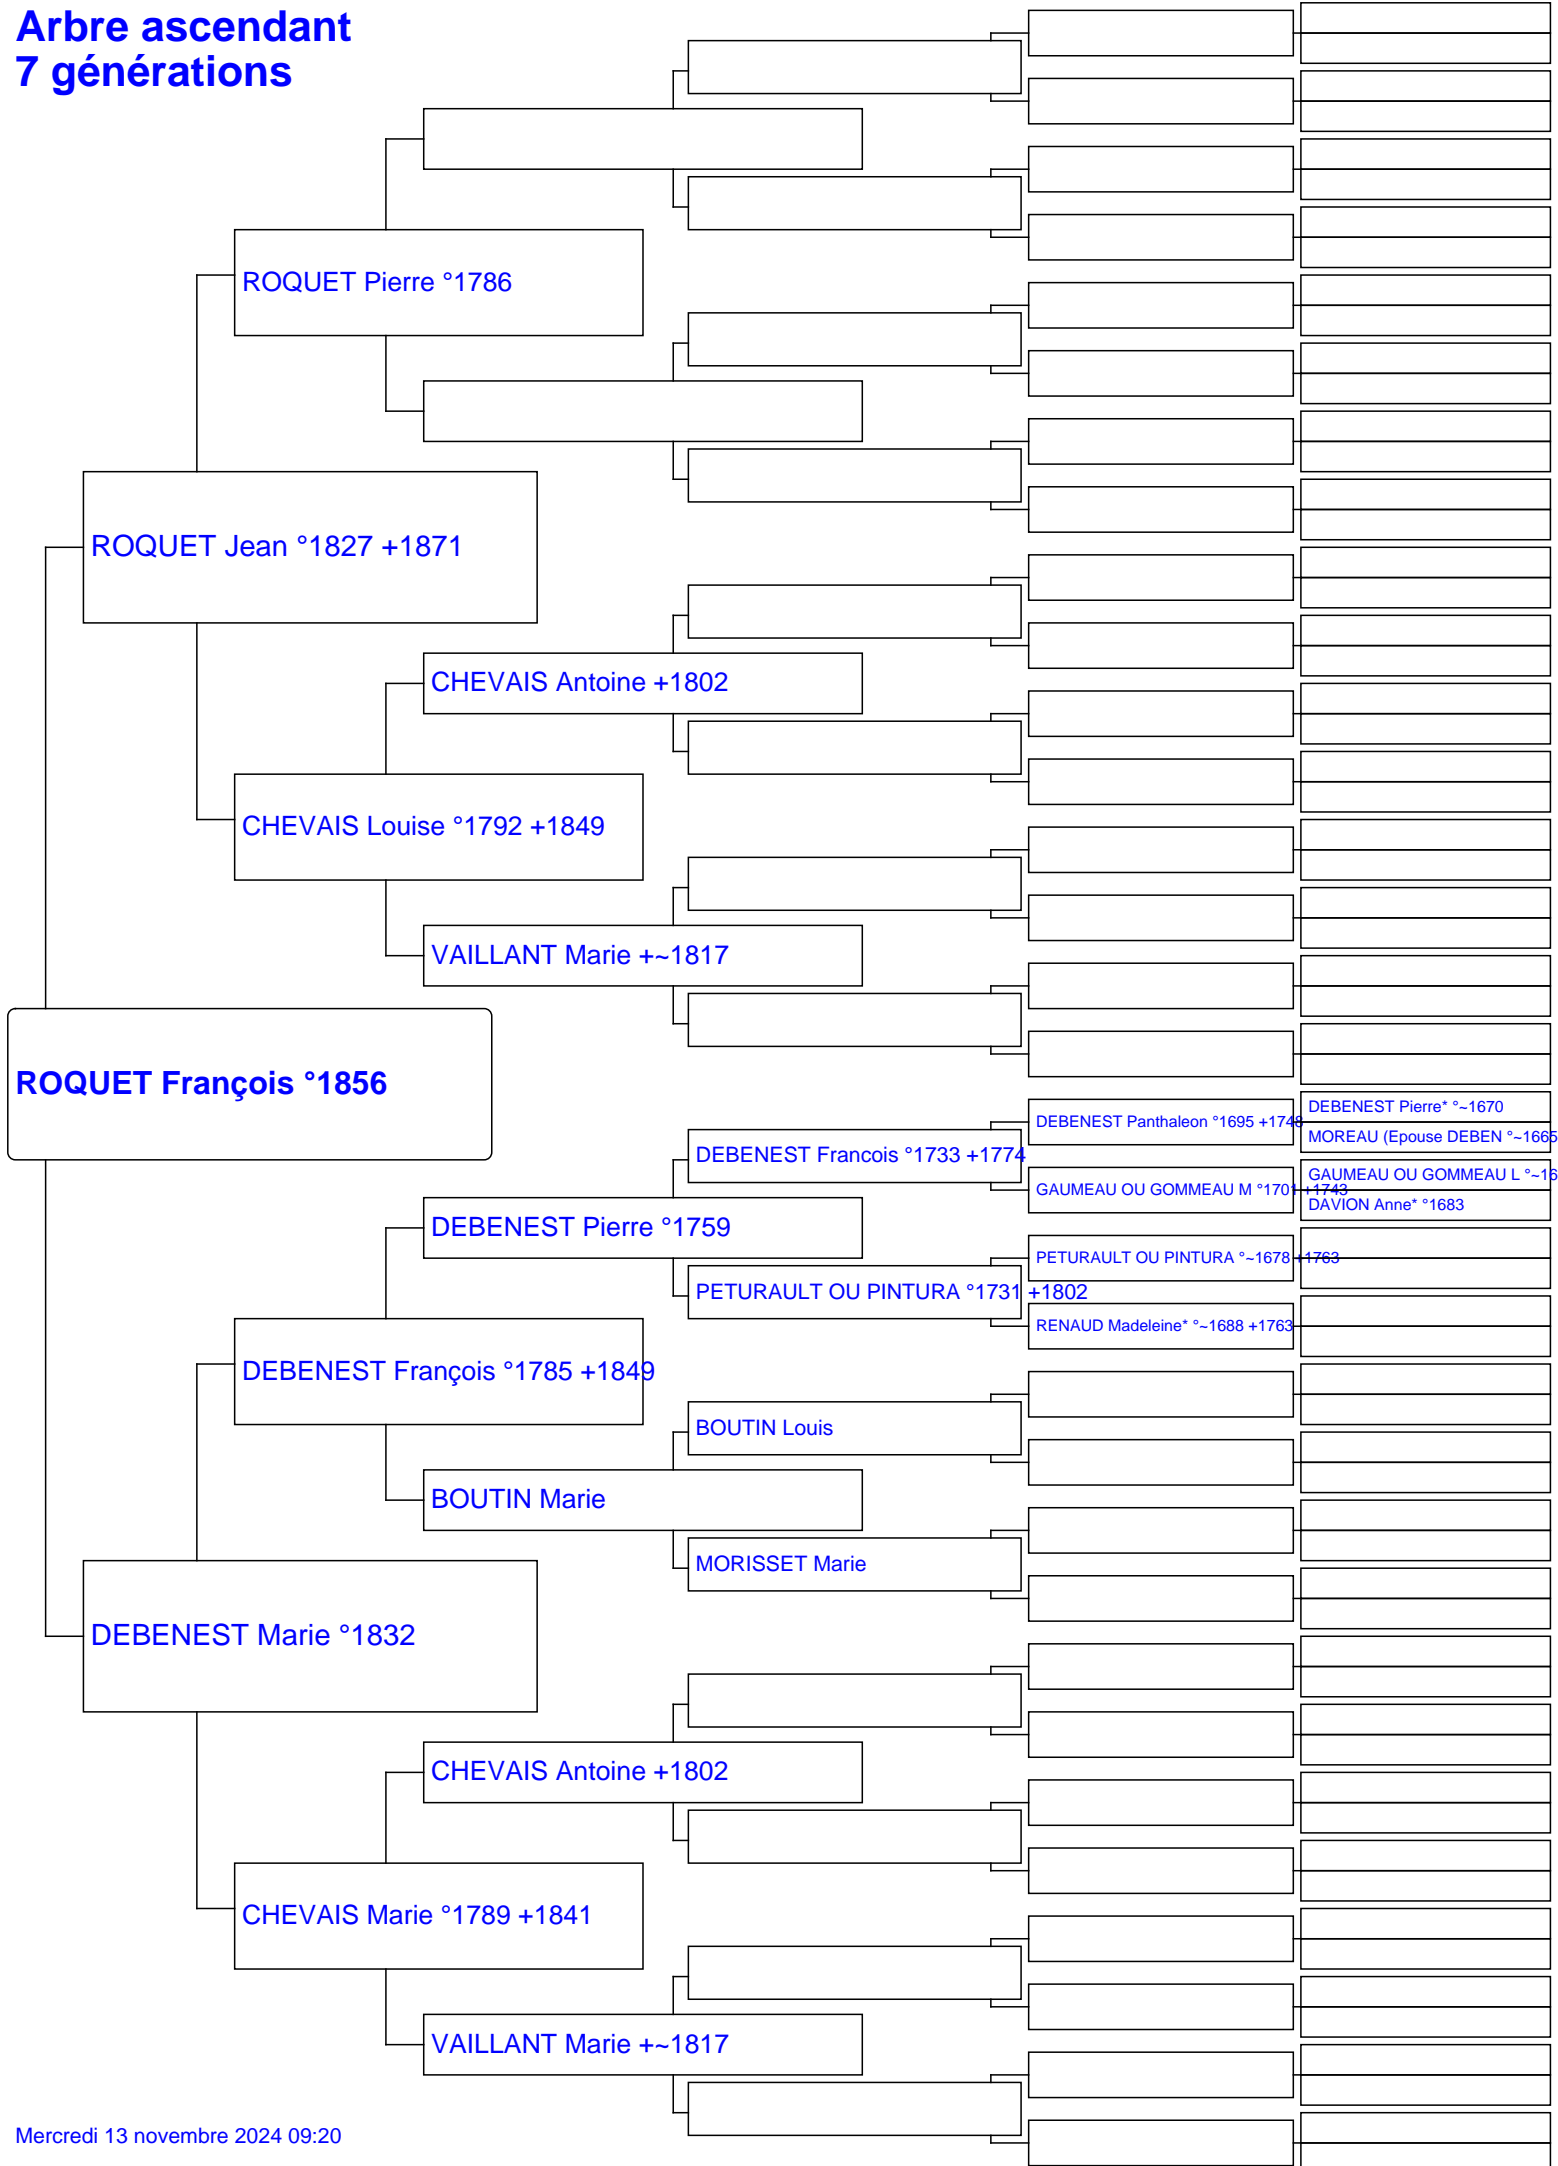 Arbre ascendant
7 générations
ROQUET Pierre °1786
ROQUET Jean °1827 +1871
CHEVAIS Antoine +1802
CHEVAIS Louise °1792 +1849
VAILLANT Marie +~1817
ROQUET François °1856
DEBENEST Pierre* °~1670
DEBENEST Panthaleon °1695 +1748
MOREAU (Epouse DEBEN °~1665
DEBENEST Francois °1733 +1774
GAUMEAU OU GOMMEAU L °~16
GAUMEAU OU GOMMEAU M °1701 +1743
DAVION Anne* °1683
DEBENEST Pierre °1759
PETURAULT OU PINTURA °~1678 +1763
PETURAULT OU PINTURA °1731 +1802
RENAUD Madeleine* °~1688 +1763
DEBENEST François °1785 +1849
BOUTIN Louis
BOUTIN Marie
MORISSET Marie
DEBENEST Marie °1832
CHEVAIS Antoine +1802
CHEVAIS Marie °1789 +1841
VAILLANT Marie +~1817
Mercredi 13 novembre 2024 09:20